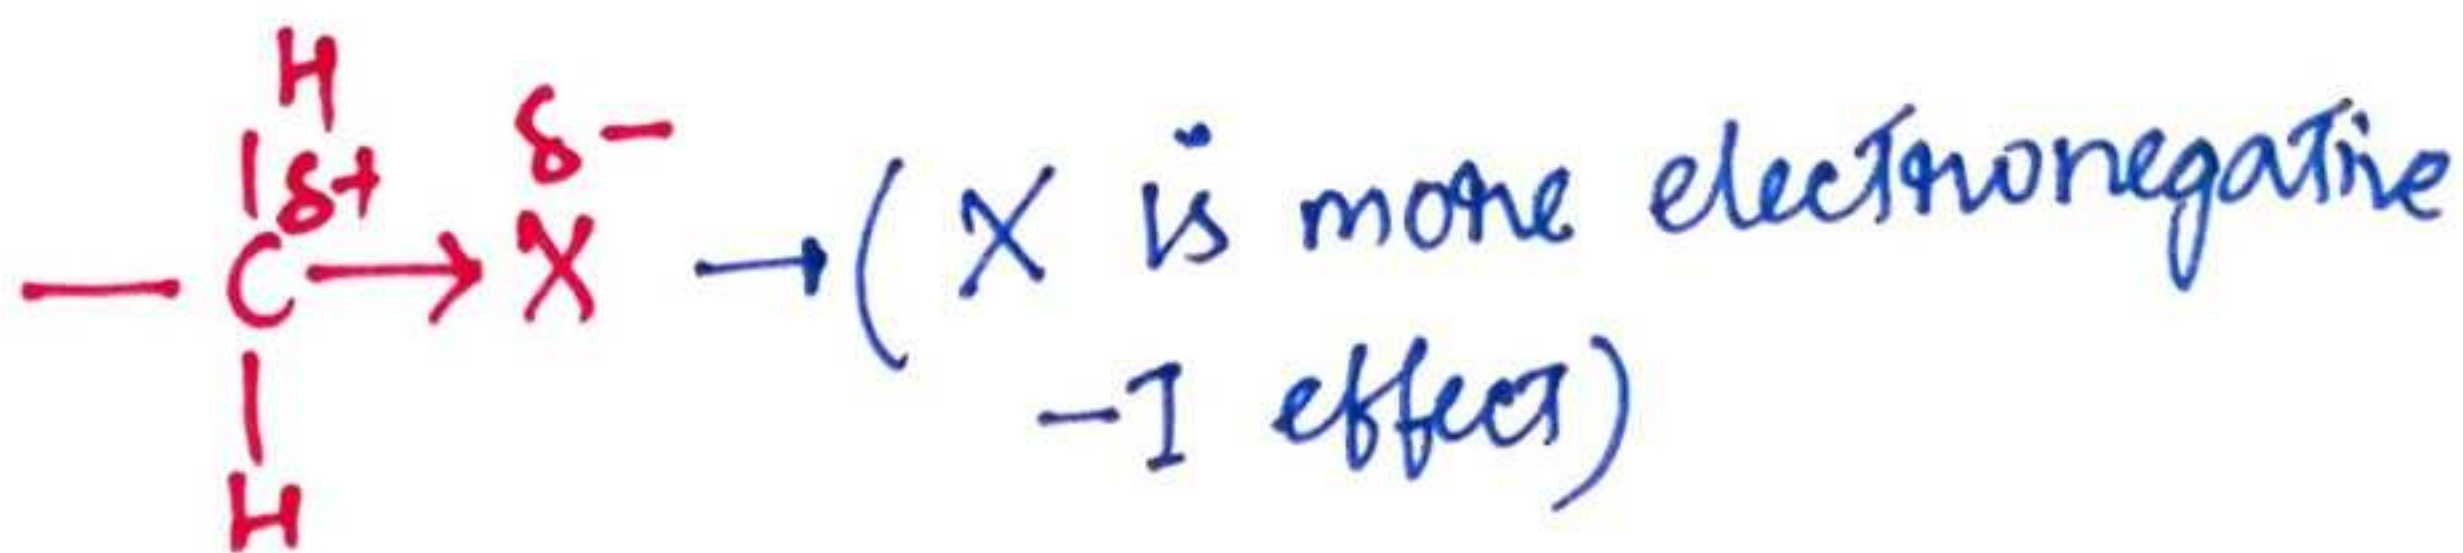 H
| δ+ δ-
— C → X → (X is more electronegative
|
H
-I effect)